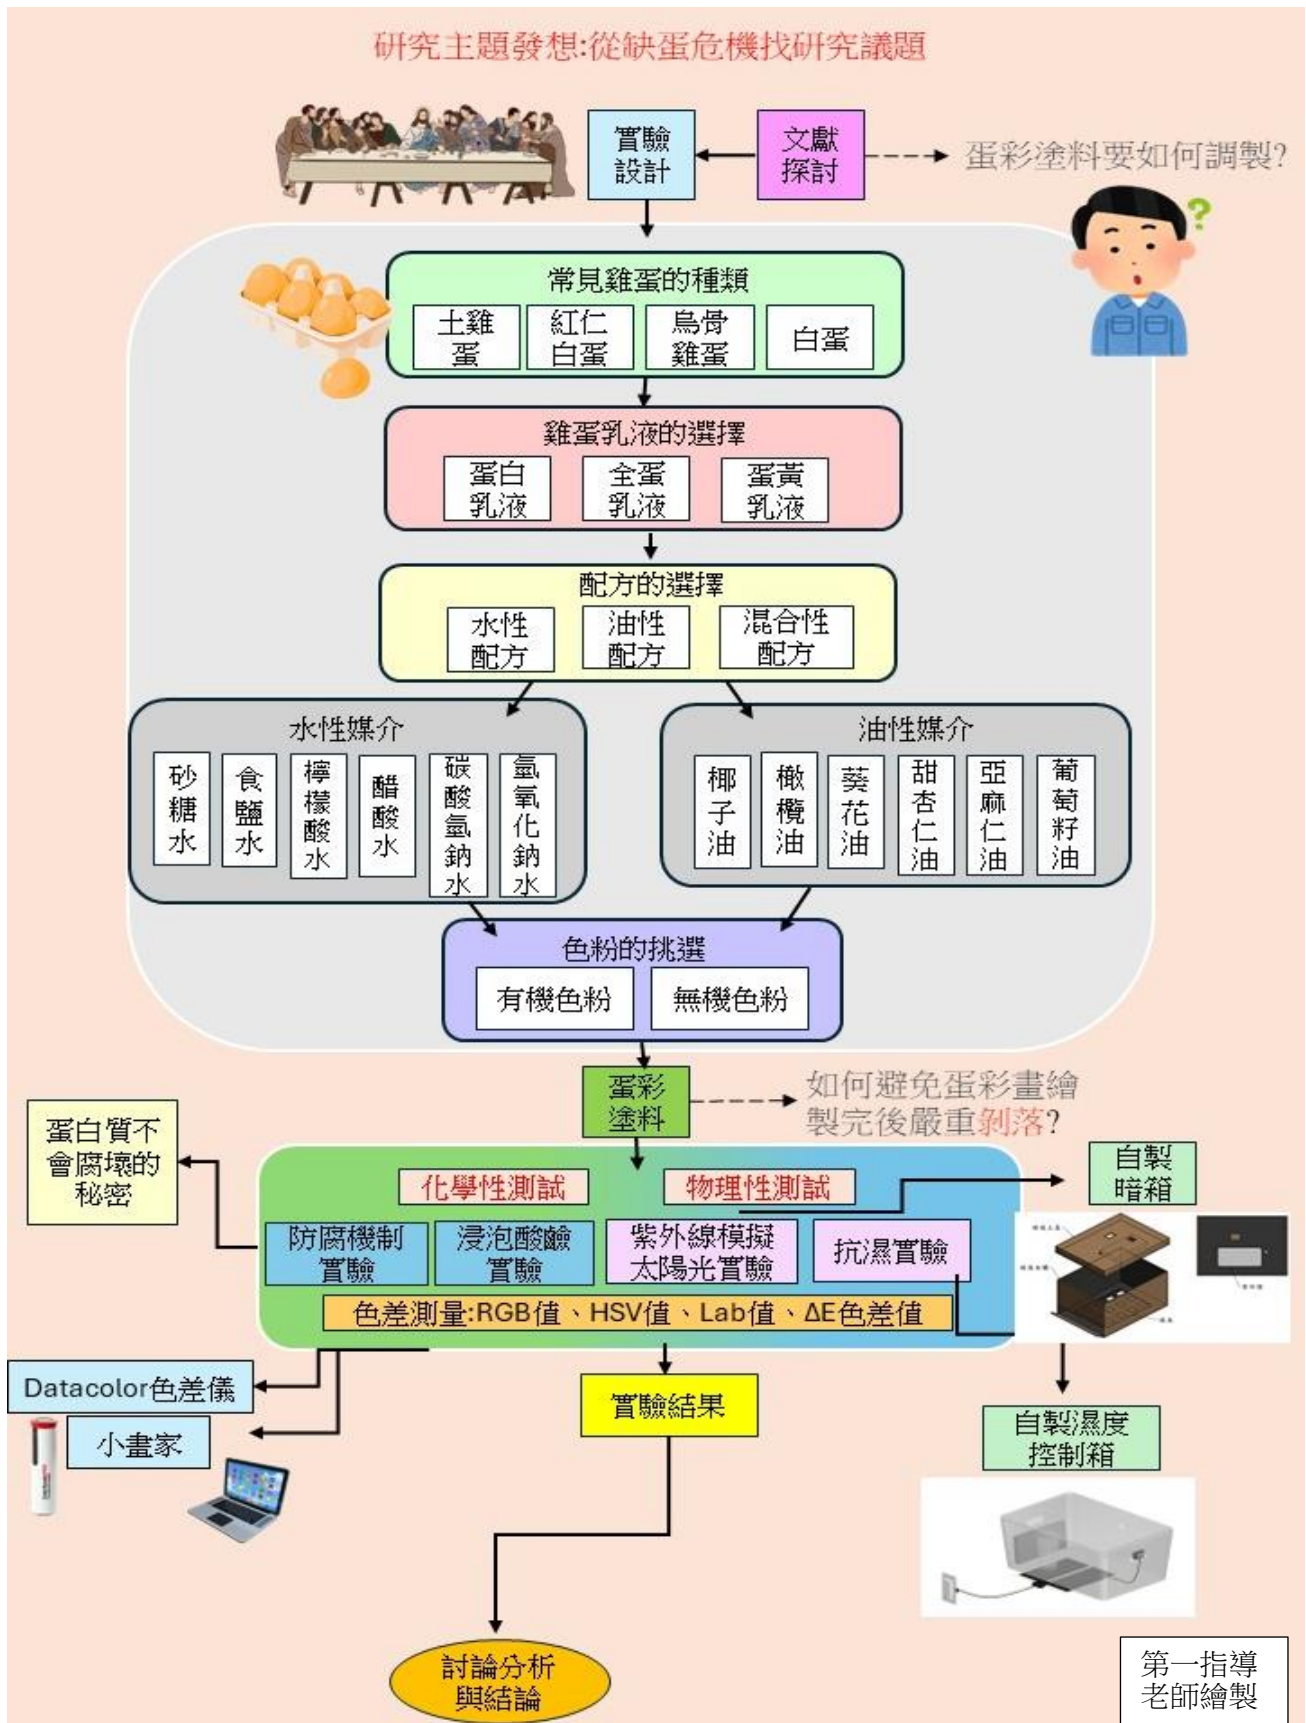 研究主題發想:從缺蛋危機找研究議題
實驗
設計
文獻
探討
蛋彩塗料要如何調製?
常見雞蛋的種類
土雞
蛋
紅仁
白蛋
烏骨
雞蛋
白蛋
雞蛋乳液的選擇
蛋白
乳液
全蛋
乳液
蛋黃
乳液
配方的選擇
水性
配方
油性
配方
混合性
配方
水性媒介
砂糖水
食鹽水
檸檬酸水
醋酸水
碳酸氫鈉水
氫氧化鈉水
油性媒介
椰子油
橄欖油
葵花油
甜杏仁油
亞麻仁油
葡萄籽油
色粉的挑選
有機色粉
無機色粉
蛋彩
塗料
如何避免蛋彩畫繪
製完後嚴重剝落?
蛋白質不
會腐壞的
秘密
化學性測試
物理性測試
自製
暗箱
防腐機制
實驗
浸泡酸鹼
實驗
紫外線模擬
太陽光實驗
抗濕實驗
色差測量:RGB值、HSV值、Lab值、ΔE色差值
Datacolor色差儀
小畫家
實驗結果
自製濕度
控制箱
討論分析
與結論
第一指導
老師繪製